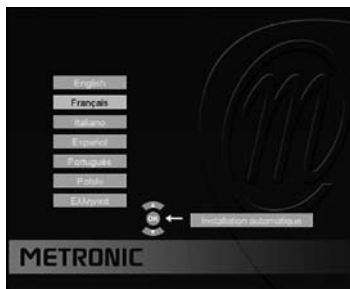 English
Français
Italiano
Español
Português
Polski
Ελληνικά
OK
Installation automatique
METRONIC